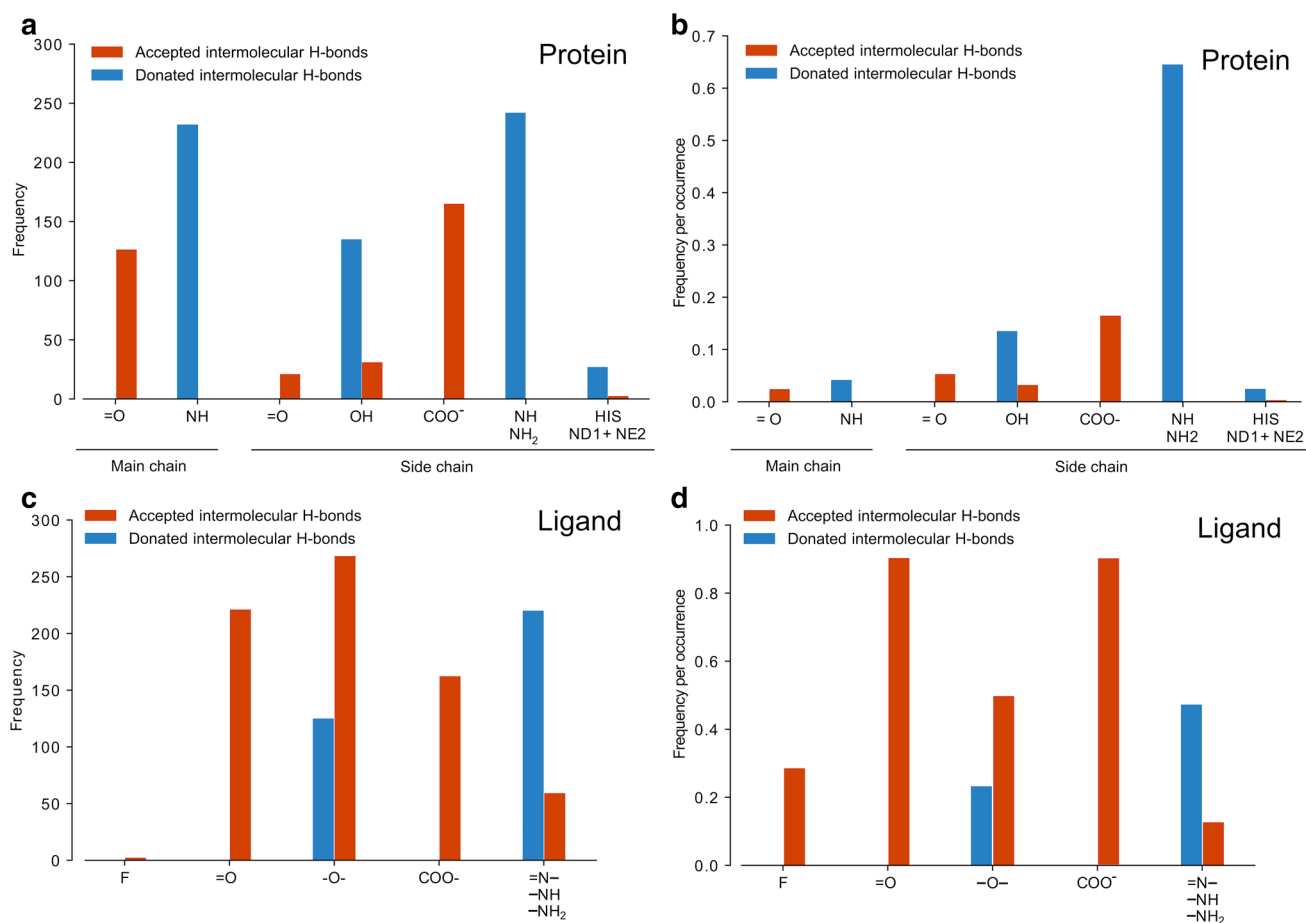 a
Accepted intermolecular H-bonds
Donated intermolecular H-bonds
Protein
Frequency
300
250
200
150
100
50
0
=O
NH
=O
OH
COO⁻
NH
NH₂
HIS
ND1+ NE2
Main chain
Side chain
b
Accepted intermolecular H-bonds
Donated intermolecular H-bonds
Protein
Frequency per occurrence
0.7
0.6
0.5
0.4
0.3
0.2
0.1
0.0
= O
NH
= O
OH
COO-
NH
NH2
HIS
ND1+ NE2
Main chain
Side chain
c
Accepted intermolecular H-bonds
Donated intermolecular H-bonds
Ligand
Frequency
300
250
200
150
100
50
0
F
=O
-O-
COO-
=N–
–NH
–NH₂
d
Accepted intermolecular H-bonds
Donated intermolecular H-bonds
Ligand
Frequency per occurrence
1.0
0.8
0.6
0.4
0.2
0.0
F
=O
–O–
COO⁻
=N–
–NH
–NH₂